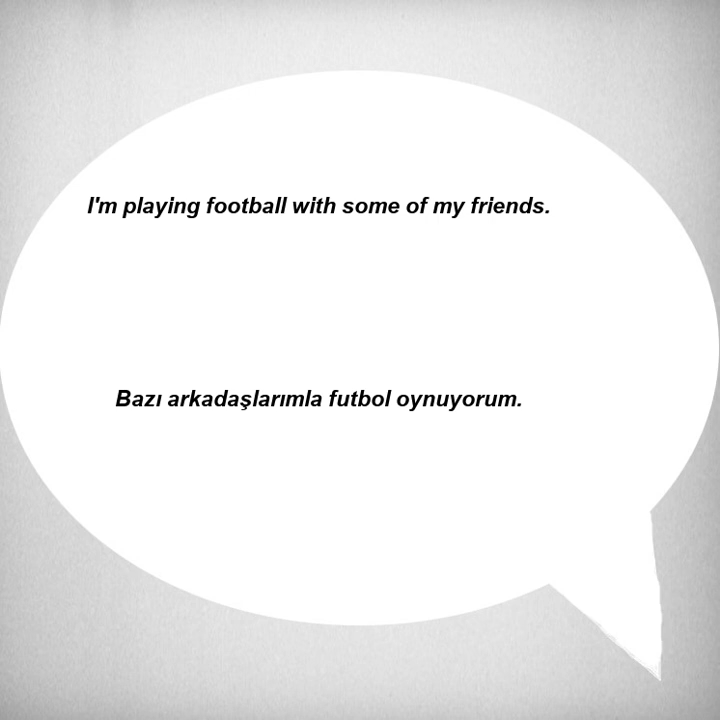 I'm playing football with some of my friends.
Bazı arkadaşlarımla futbol oynuyorum.